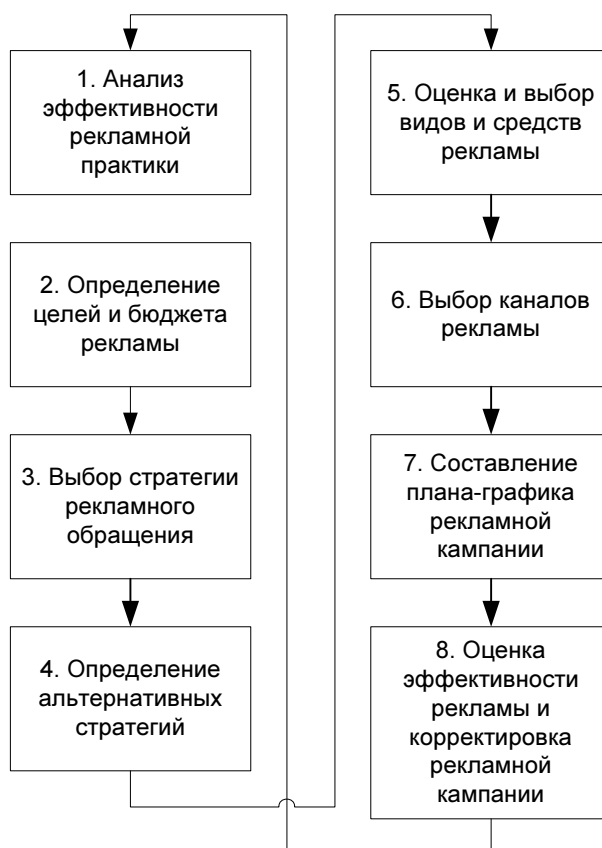 1. Анализ
эффективности
рекламной
практики
2. Определение
целей и бюджета
рекламы
3. Выбор стратегии
рекламного
обращения
4. Определение
альтернативных
стратегий
5. Оценка и выбор
видов и средств
рекламы
6. Выбор каналов
рекламы
7. Составление
плана-графика
рекламной
кампании
8. Оценка
эффективности
рекламы и
корректировка
рекламной
кампании